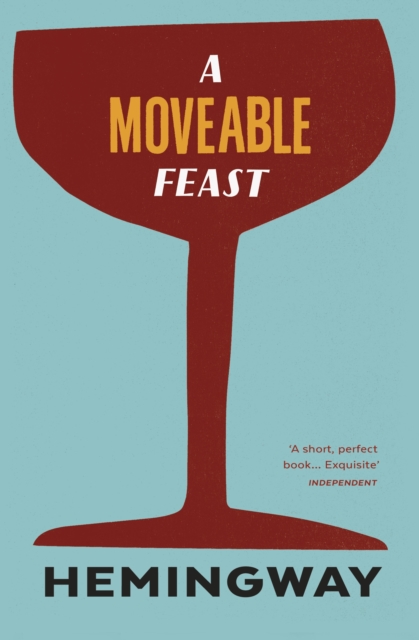 A
MOVEABLE
FEAST
‘A short, perfect
book... Exquisite’
INDEPENDENT
HEMINGWAY